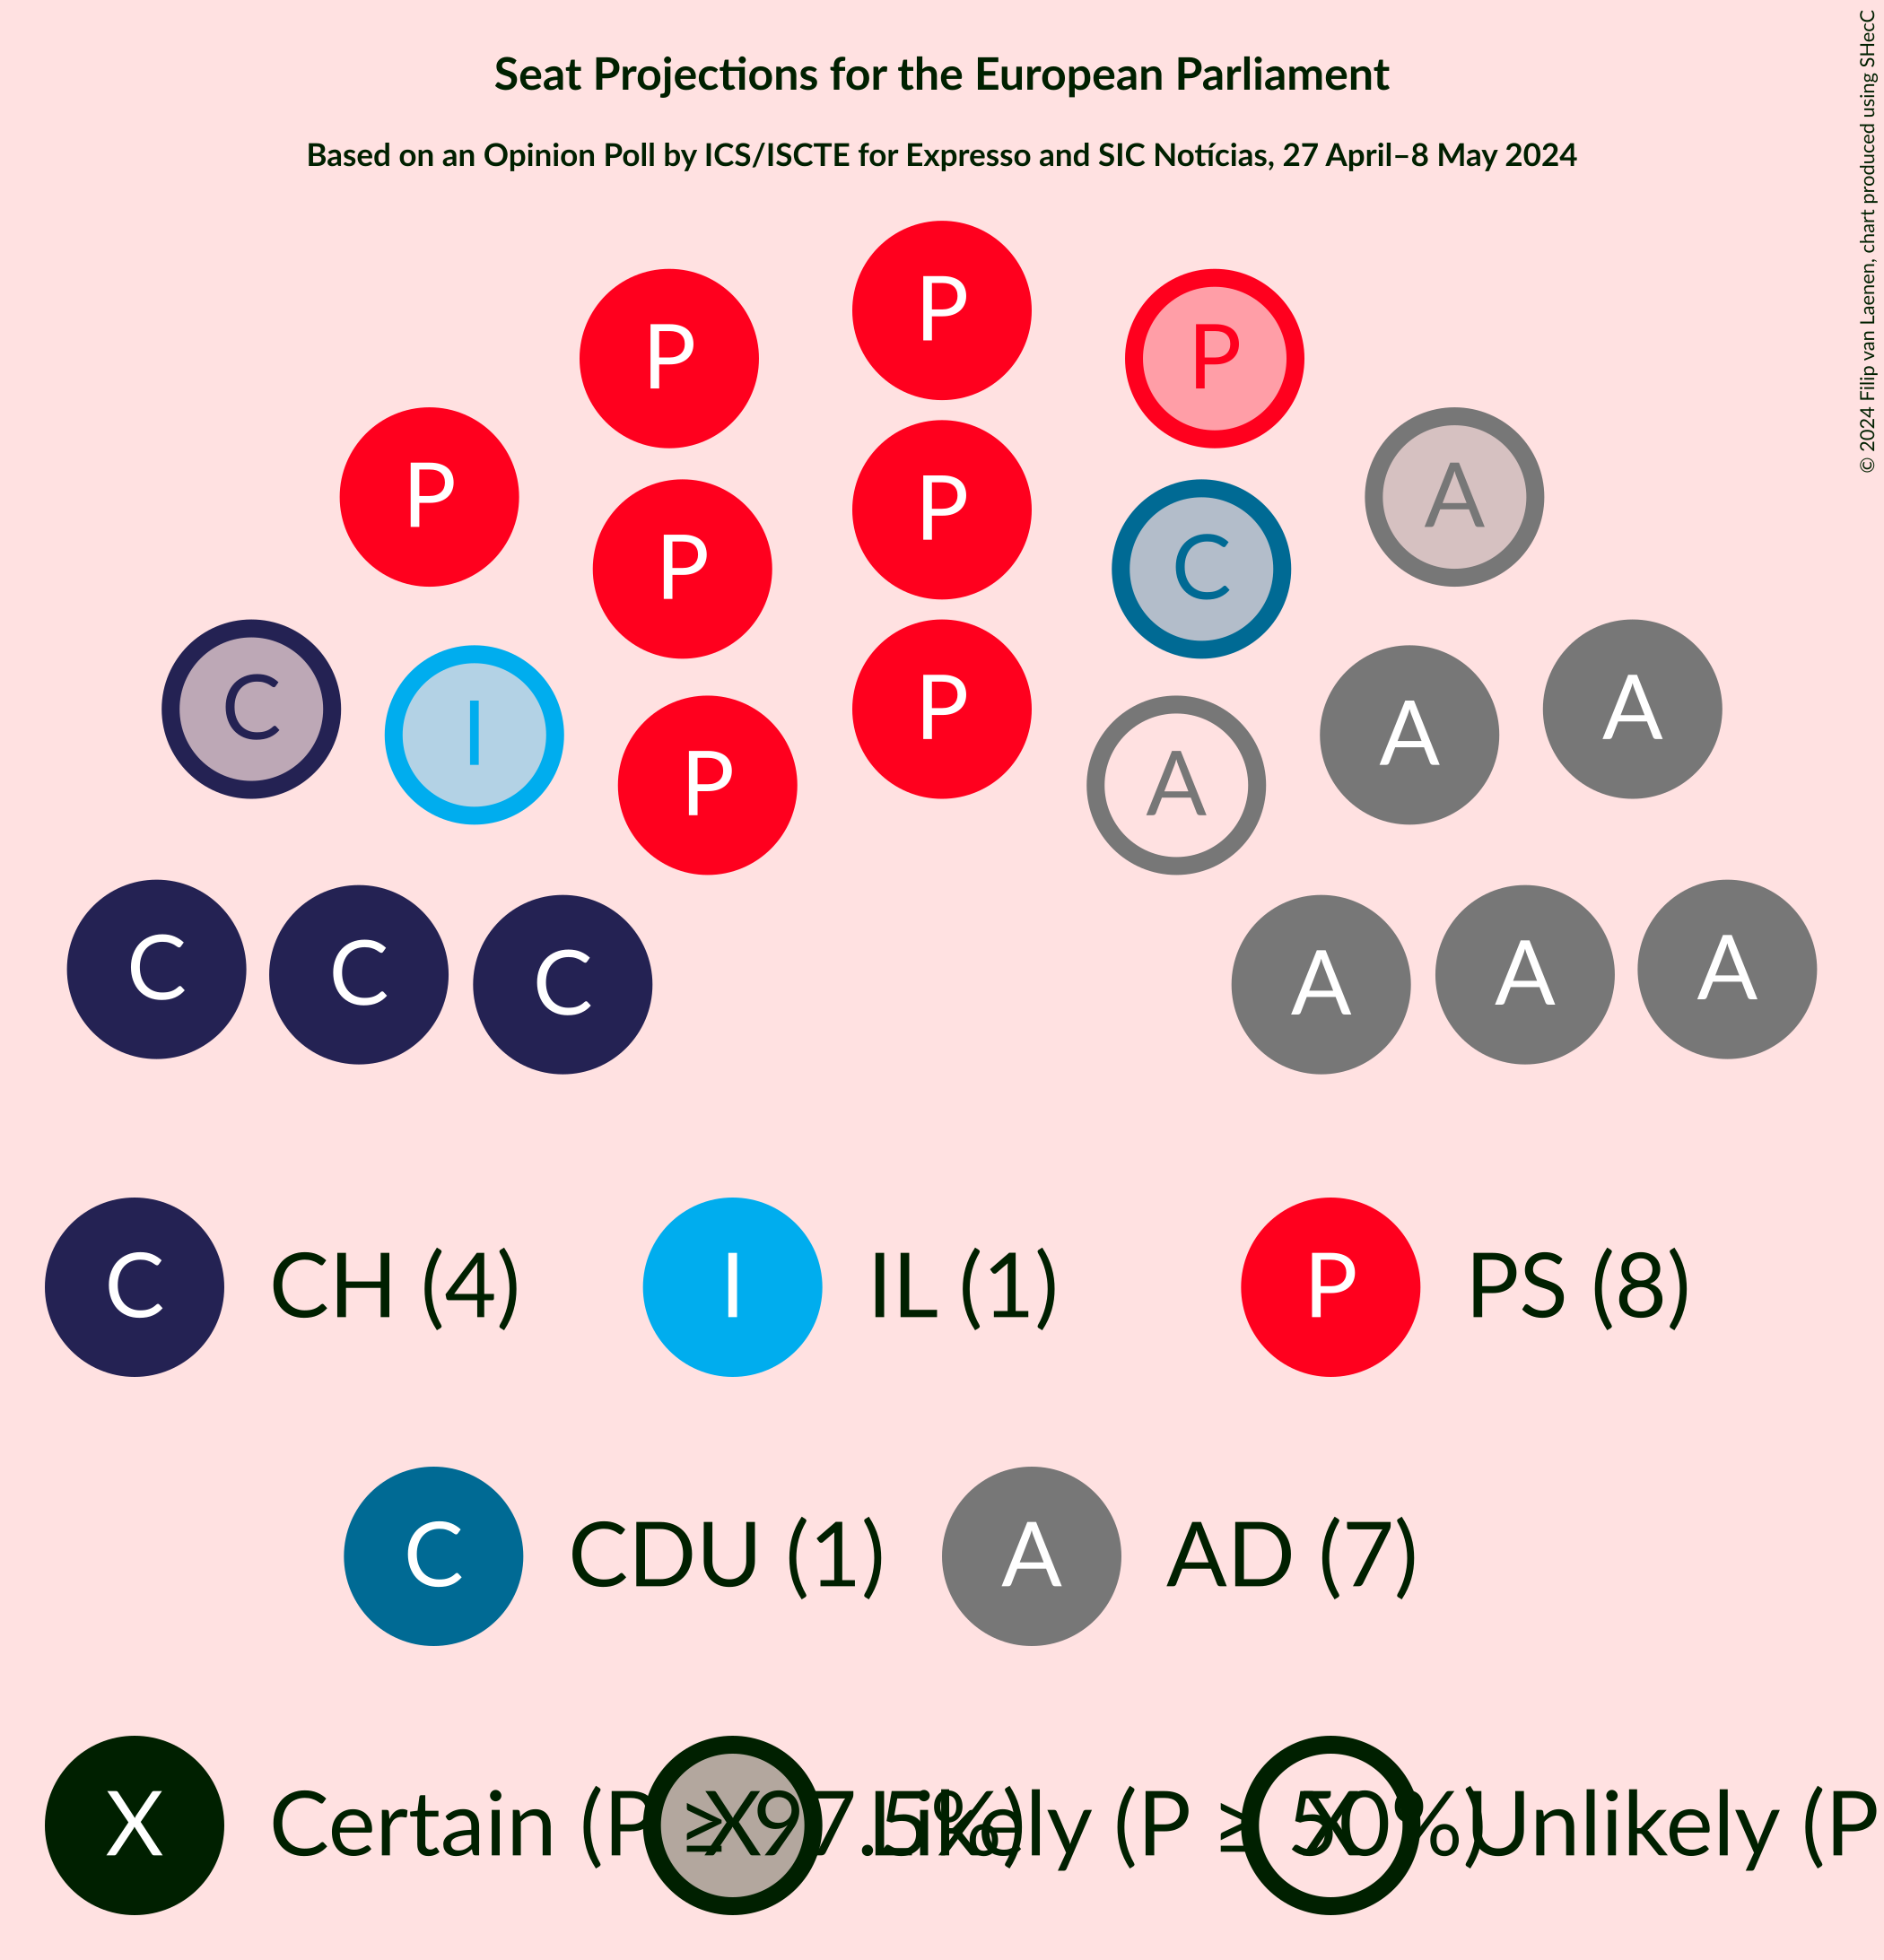 Seat Projections for the European Parliament
Based on an Opinion Poll by ICS/ISCTE for Expresso and SIC Notícias, 27 April–8 May 2024
© 2024 Filip van Laenen, chart produced using SHecC
P
P P
P A
P
P C
C A
I A
P
P A
C C C A A A
C CH (4) I IL (1) P PS (8)
C CDU (1) A AD (7)
X Certain (P ≥ 97.5%) X Likely (P ≥ 50%) X Unlikely (P